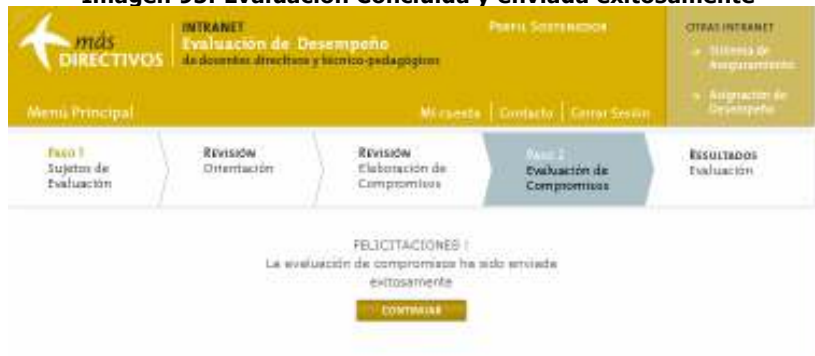 Imagen 95: Evaluación Concluida y enviada exitosamente
más
DIRECTIVOS
INTRANET
Evaluación de Desempeño
de docentes directivos y técnico-pedagógicos
PERFIL SOSTENEDOR
OTRAS INTRANET
Sistema de
Aseguramiento
Asignación de
Desempeño
Menú Principal
Mi cuenta | Contacto | Cerrar Sesión
PASO 1
Sujetos de
Evaluación
REVISIÓN
Orientación
REVISIÓN
Elaboración de
Compromisos
PASO 2
Evaluación de
Compromisos
RESULTADOS
Evaluación
FELICITACIONES !
La evaluación de compromisos ha sido enviada
exitosamente
CONTINUAR